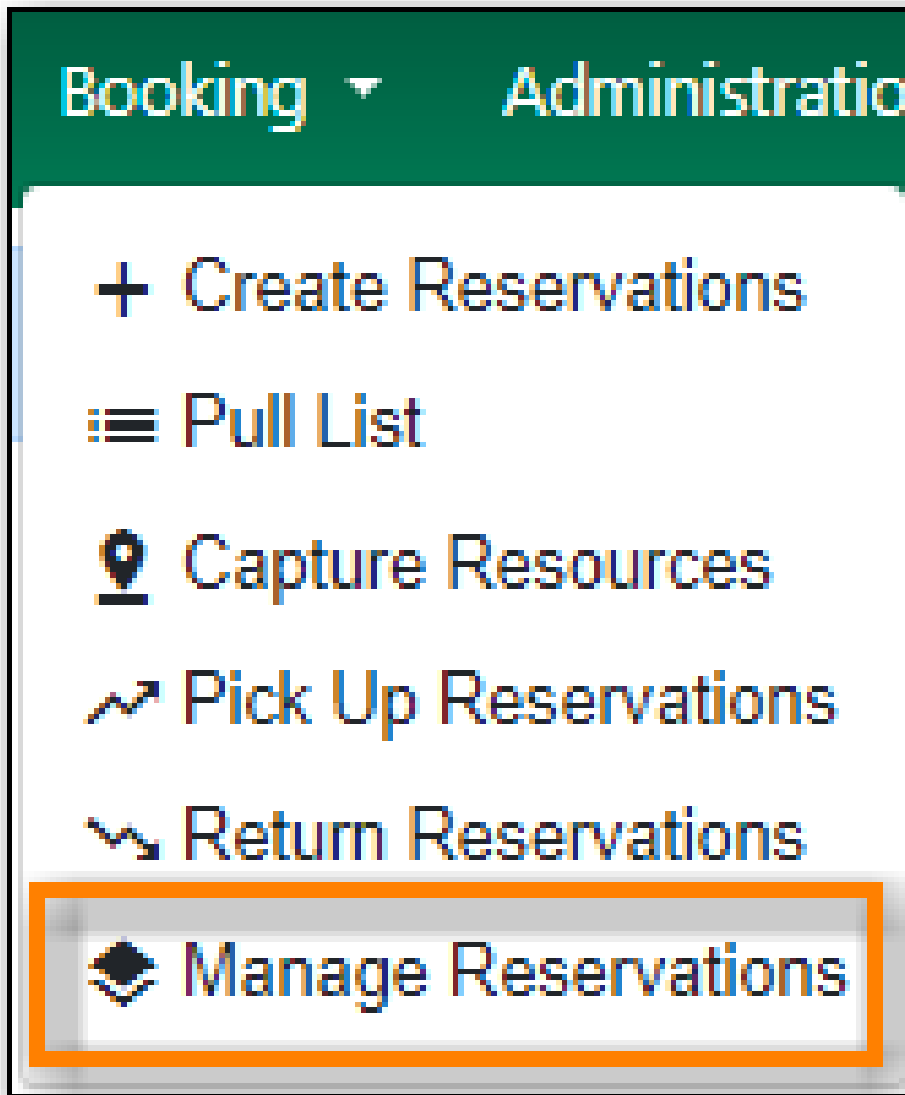 Booking Administratio
Create Reservations
Pull List
Capture Resources
Pick Up Reservations
Return Reservations
Manage Reservations